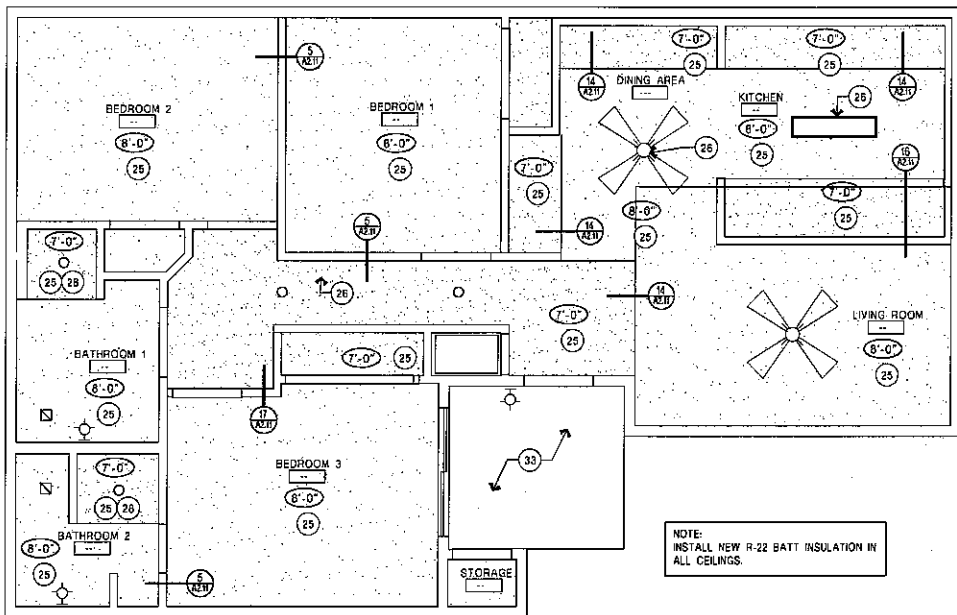 5
A2.11
7'-0"
7'-0"
25
25
14
A2.11
DINING AREA
--
14
A2.11
BEDROOM 2
--
8'-0"
25
BEDROOM 1
--
8'-0"
25
KITCHEN
--
8'-0"
25
26
26
16
A2.11
7'-0"
25
7'-0"
25
8'-0"
25
5
A2.11
14
A2.11
7'-0"
25 28
26
14
A2.11
7'-0"
25
LIVING ROOM
--
8'-0"
25
BATHROOM 1
--
8'-0"
25
7'-0"
25
17
A2.11
BEDROOM 3
--
8'-0"
25
33
7'-0"
25 28
BATHROOM 2
--
8'-0"
25
5
A2.11
STORAGE
--
NOTE:
INSTALL NEW R-22 BATT INSULATION IN
ALL CEILINGS.